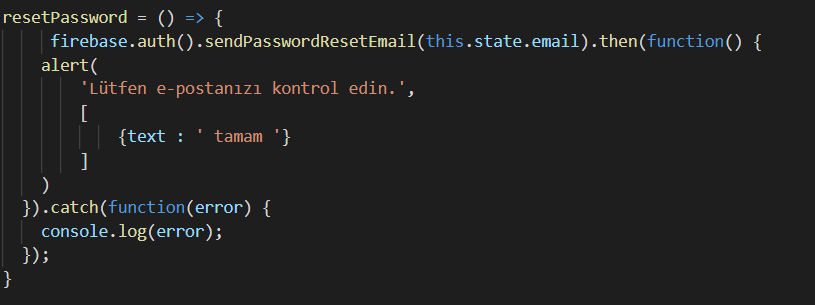 resetPassword = () => {
firebase.auth().sendPasswordResetEmail(this.state.email).then(function() {
alert(
'Lütfen e-postanızı kontrol edin.',
[
{text : ' tamam '}
]
)
}).catch(function(error) {
console.log(error);
});
}